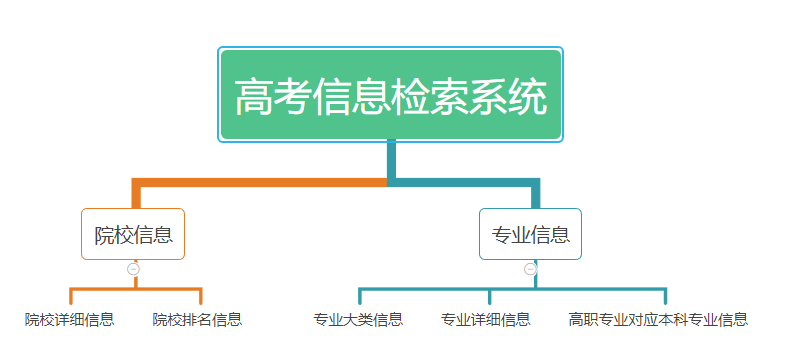 高考信息检索系统
院校信息
专业信息
院校详细信息
院校排名信息
专业大类信息
专业详细信息
高职专业对应本科专业信息